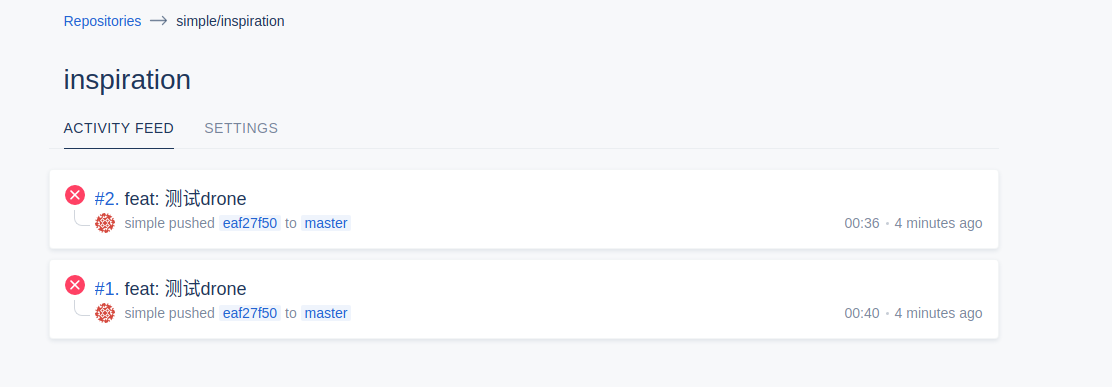 Repositories → simple/inspiration
inspiration
ACTIVITY FEED SETTINGS
#2. feat: 测试drone
simple pushed eaf27f50 to master 00:36 • 4 minutes ago
#1. feat: 测试drone
simple pushed eaf27f50 to master 00:40 • 4 minutes ago